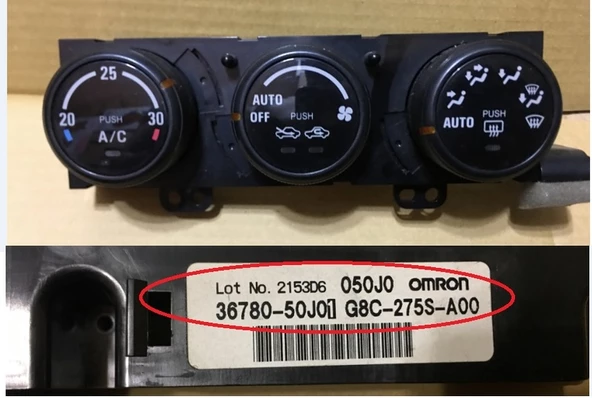 25
20
30
PUSH
A/C
AUTO
OFF
PUSH
AUTO
PUSH
Lot No. 2153D6 050J0 OMRON
36780-50J01 G8C-275S-A00